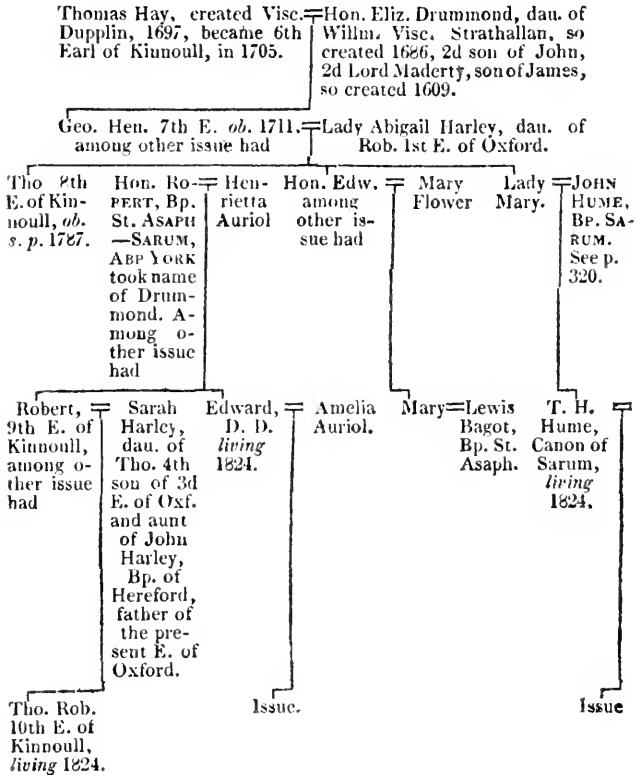 Thomas Hay, created Visc.
Dupplin, 1697, became 6th
Earl of Kinnoull, in 1705.
Hon. Eliz. Drummond, dau. of
Willm. Visc. Strathallan, so
created 1686, 2d son of John,
2d Lord Maderty, son of James,
so created 1609.
Geo. Hen. 7th E. ob. 1711.
among other issue had
Lady Abigail Harley, dau. of
Rob. 1st E. of Oxford.
Tho 8th
E. of Kin-
noull, ob.
s. p. 1787.
Hon. Ro-
PERT, Bp.
St. ASAPH
—SARUM,
ABP YORK
took name
of Drum-
mond. A-
mong o-
ther issue
had
Hen-
rietta
Auriol
Hon. Edw.
among
other is-
sue had
Mary
Flower
Lady
Mary.
JOHN
HUME,
BP. SA-
RUM.
See p.
320.
Robert,
9th E. of
Kinnoull,
among o-
ther issue
had
Sarah
Harley,
dau. of
Tho. 4th
son of 3d
E. of Oxf.
and aunt
of John
Harley,
Bp. of
Hereford,
father of
the pre-
sent E. of
Oxford.
Edward,
D. D.
living
1824.
Amelia
Auriol.
Mary
Lewis
Bagot,
Bp. St.
Asaph.
T. H.
Hume,
Canon of
Sarum,
living
1824.
Tho. Rob.
10th E. of
Kinnoull,
living 1824.
Issue.
Issue